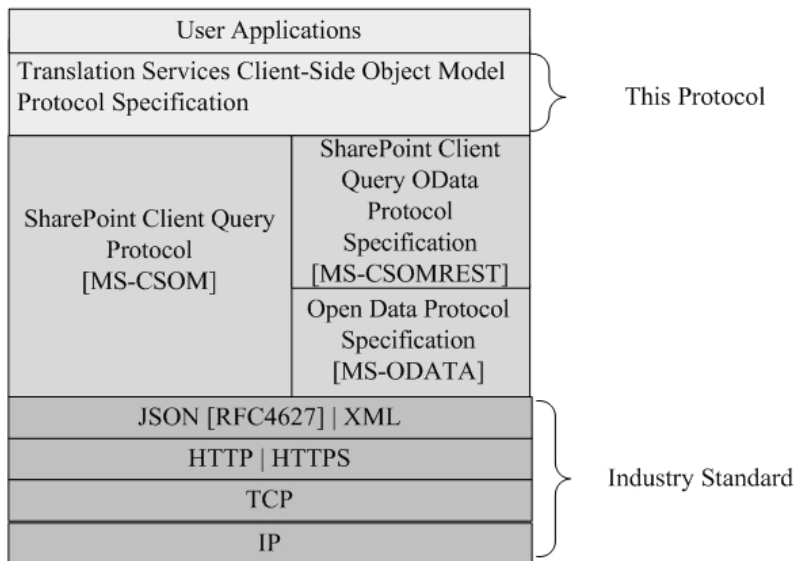 User Applications
Translation Services Client-Side Object Model
Protocol Specification
This Protocol
SharePoint Client Query
Protocol
[MS-CSOM]
SharePoint Client
Query OData
Protocol
Specification
[MS-CSOMREST]
Open Data Protocol
Specification
[MS-ODATA]
JSON [RFC4627] | XML
HTTP | HTTPS
TCP
IP
Industry Standard